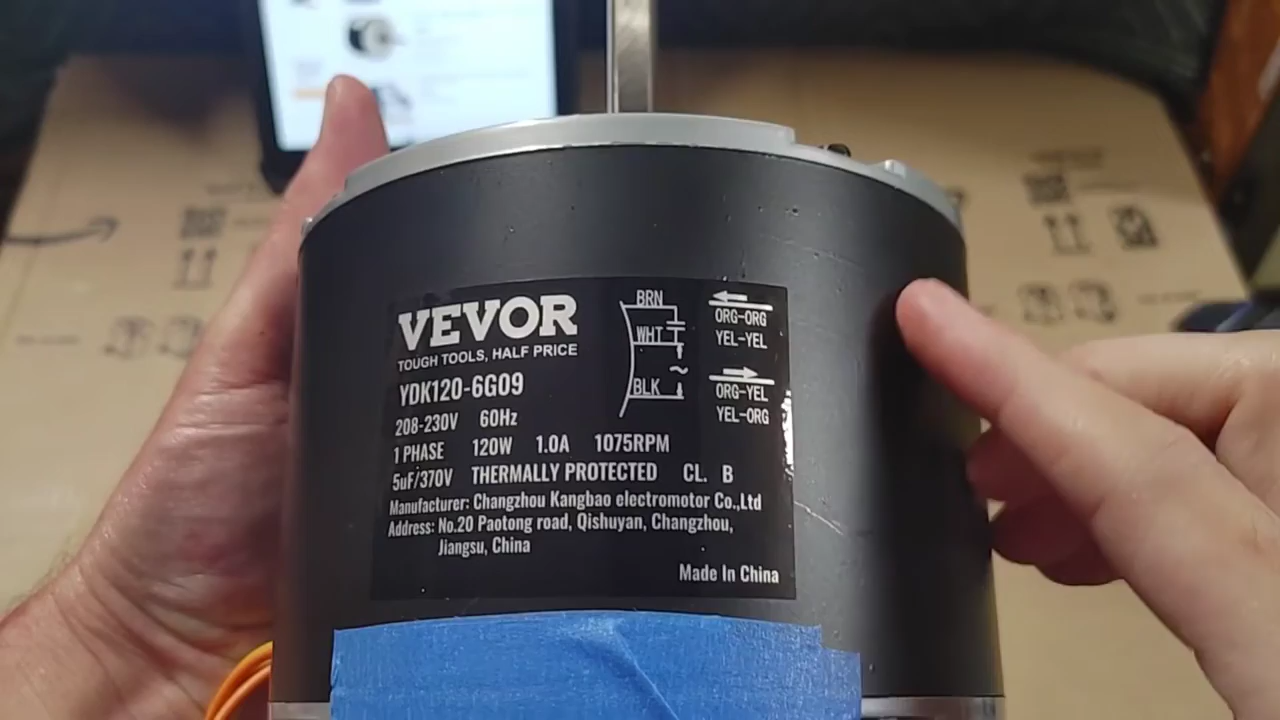 VEVOR
TOUGH TOOLS, HALF PRICE
YDK120-6G09
208-230V 60Hz
1 PHASE 120W 1.0A 1075RPM
5uF/370V THERMALLY PROTECTED CL. B
Manufacturer: Changzhou Kangbao electromotor Co.,Ltd
Address: No.20 Paotong road, Qishuyan, Changzhou,
Jiangsu, China
Made In China
BRN
WHT
~
BLK
ORG-ORG
YEL-YEL
ORG-YEL
YEL-ORG